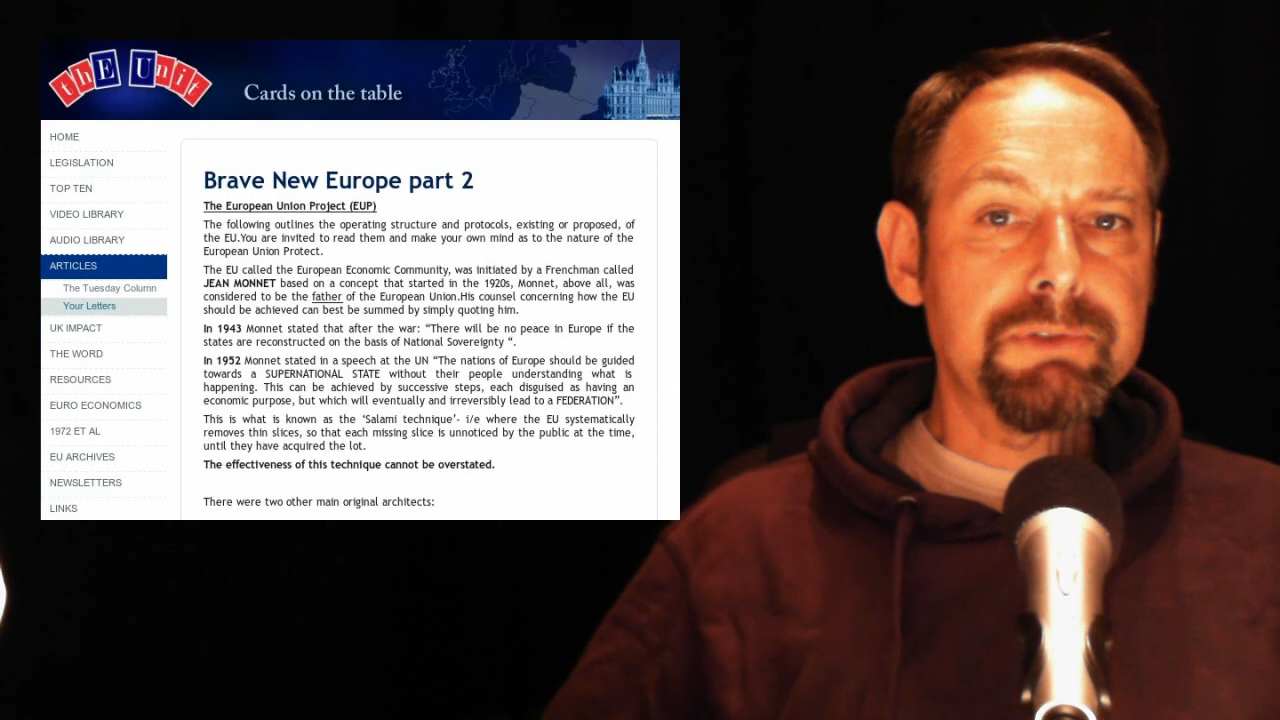 thE Unit
Cards on the table
HOME
LEGISLATION
TOP TEN
VIDEO LIBRARY
AUDIO LIBRARY
ARTICLES
The Tuesday Column
Your Letters
UK IMPACT
THE WORD
RESOURCES
EURO ECONOMICS
1972 ET AL
EU ARCHIVES
NEWSLETTERS
LINKS
Brave New Europe part 2
The European Union Project (EUP)
The following outlines the operating structure and protocols, existing or proposed, of
the EU.You are invited to read them and make your own mind as to the nature of the
European Union Protect.
The EU called the European Economic Community, was initiated by a Frenchman called
JEAN MONNET based on a concept that started in the 1920s, Monnet, above all, was
considered to be the father of the European Union.His counsel concerning how the EU
should be achieved can best be summed by simply quoting him.
In 1943 Monnet stated that after the war: “There will be no peace in Europe if the
states are reconstructed on the basis of National Sovereignty “.
In 1952 Monnet stated in a speech at the UN “The nations of Europe should be guided
towards a SUPERNATIONAL STATE without their people understanding what is
happening. This can be achieved by successive steps, each disguised as having an
economic purpose, but which will eventually and irreversibly lead to a FEDERATION”.
This is what is known as the ‘Salami technique’- i/e where the EU systematically
removes thin slices, so that each missing slice is unnoticed by the public at the time,
until they have acquired the lot.
The effectiveness of this technique cannot be overstated.
There were two other main original architects: